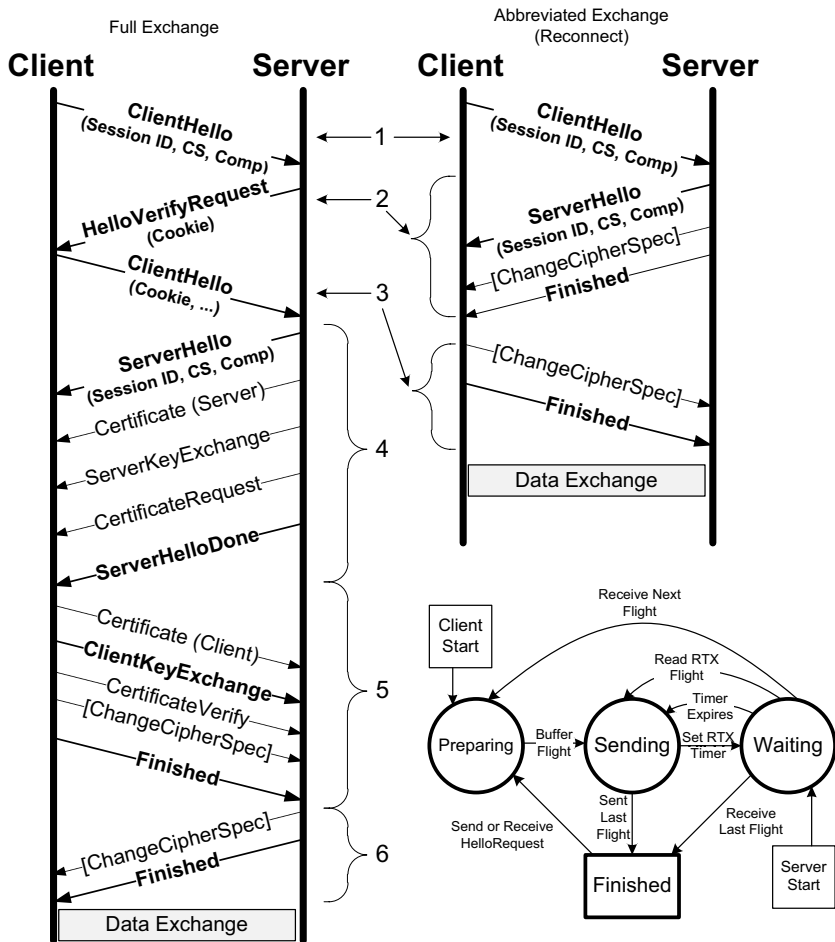 Full Exchange
Client
Server
ClientHello
(Session ID, CS, Comp)
HelloVerifyRequest
(Cookie)
ClientHello
(Cookie, ...)
ServerHello
(Session ID, CS, Comp)
Certificate (Server)
ServerKeyExchange
CertificateRequest
ServerHelloDone
Certificate (Client)
ClientKeyExchange
CertificateVerify
[ChangeCipherSpec]
Finished
[ChangeCipherSpec]
Finished
Data Exchange
1
2
3
4
5
6
Abbreviated Exchange
(Reconnect)
Client
Server
ClientHello
(Session ID, CS, Comp)
ServerHello
(Session ID, CS, Comp)
[ChangeCipherSpec]
Finished
[ChangeCipherSpec]
Finished
Data Exchange
Client
Start
Receive Next
Flight
Read RTX
Flight
Timer
Expires
Preparing
Buffer
Flight
Sending
Set RTX
Timer
Waiting
Send or Receive
HelloRequest
Sent
Last
Flight
Receive
Last Flight
Finished
Server
Start